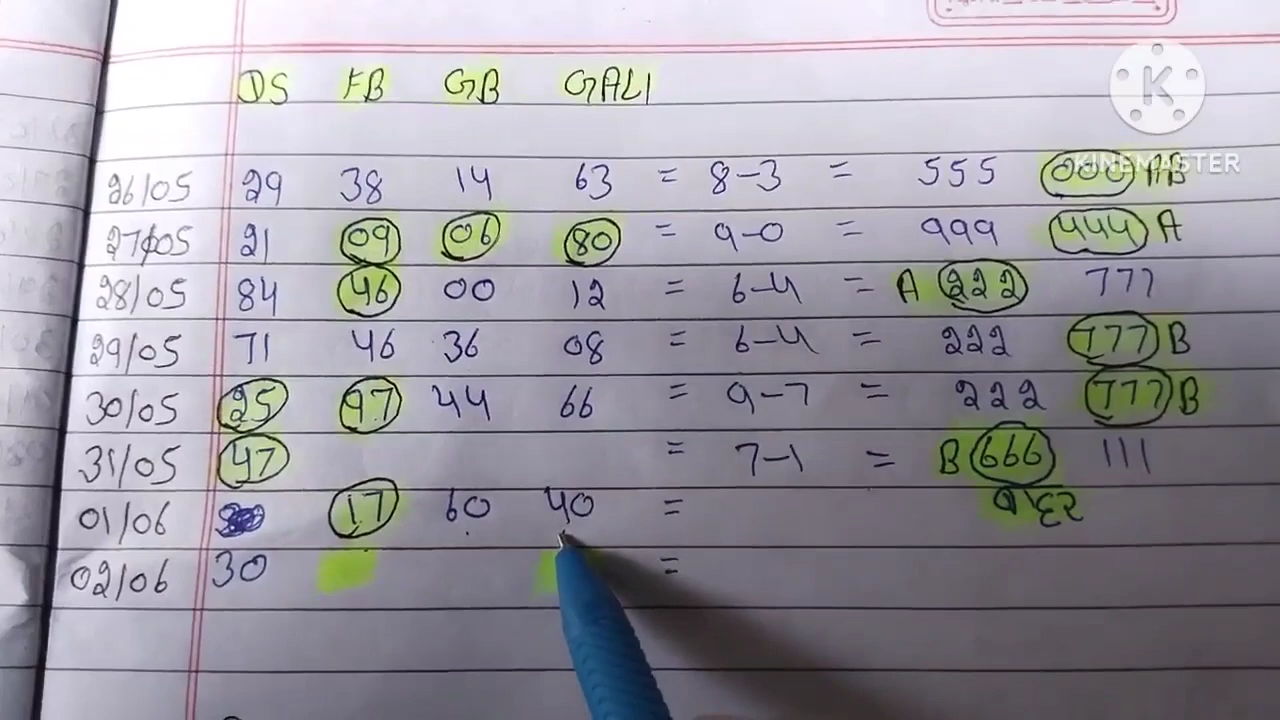 DS FB GB GALI
26/05 29 38 14 63 = 8-3 = 555 000 AB
27/05 21 09 06 80 = 9-0 = 999 444 A
28/05 84 46 00 12 = 6-4 = A 222 777
29/05 71 46 36 08 = 6-4 = 222 777 B
30/05 25 97 44 66 = 9-7 = 222 777 B
31/05 47 = 7-1 = B 666 111
01/06 17 60 40 = बाहर
02/06 30 =
K
KINEMASTER